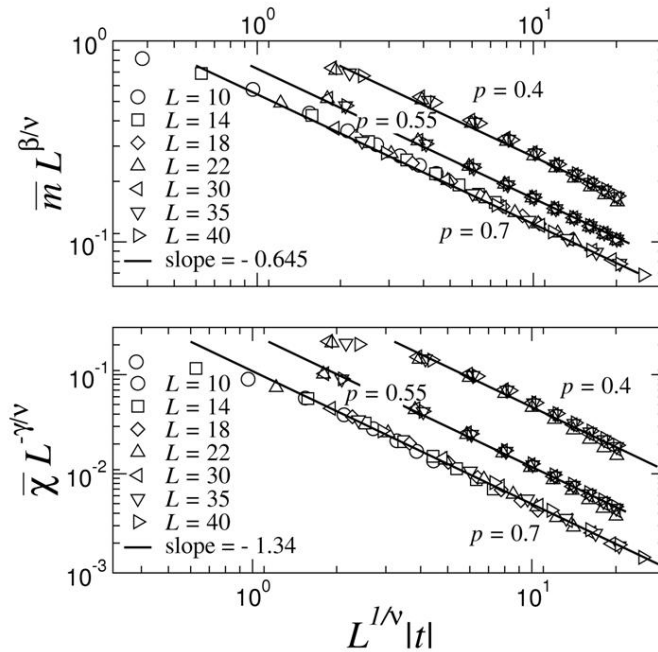 10^0 10^1
10^0
m̅ L^β/ν
L = 10
L = 14
L = 18
L = 22
L = 30
L = 35
L = 40
slope = - 0.645
p = 0.4
p = 0.55
p = 0.7
10^-1
10^-1
χ̅ L^-γ/ν
L = 10
L = 14
L = 18
L = 22
L = 30
L = 35
L = 40
slope = - 1.34
0.55
p = 0.4
p = 0.7
10^-2
10^-3
10^0 10^1
L^1/ν |t|